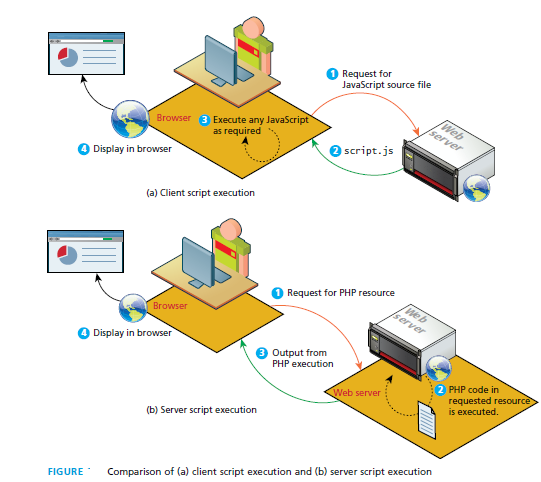 1 Request for
JavaScript source file
Browser
3 Execute any JavaScript
as required
Web
server
2 script.js
4 Display in browser
(a) Client script execution
1 Request for PHP resource
Browser
Web
server
4 Display in browser
3 Output from
PHP execution
Web server
2 PHP code in
requested resource
is executed.
(b) Server script execution
FIGURE Comparison of (a) client script execution and (b) server script execution